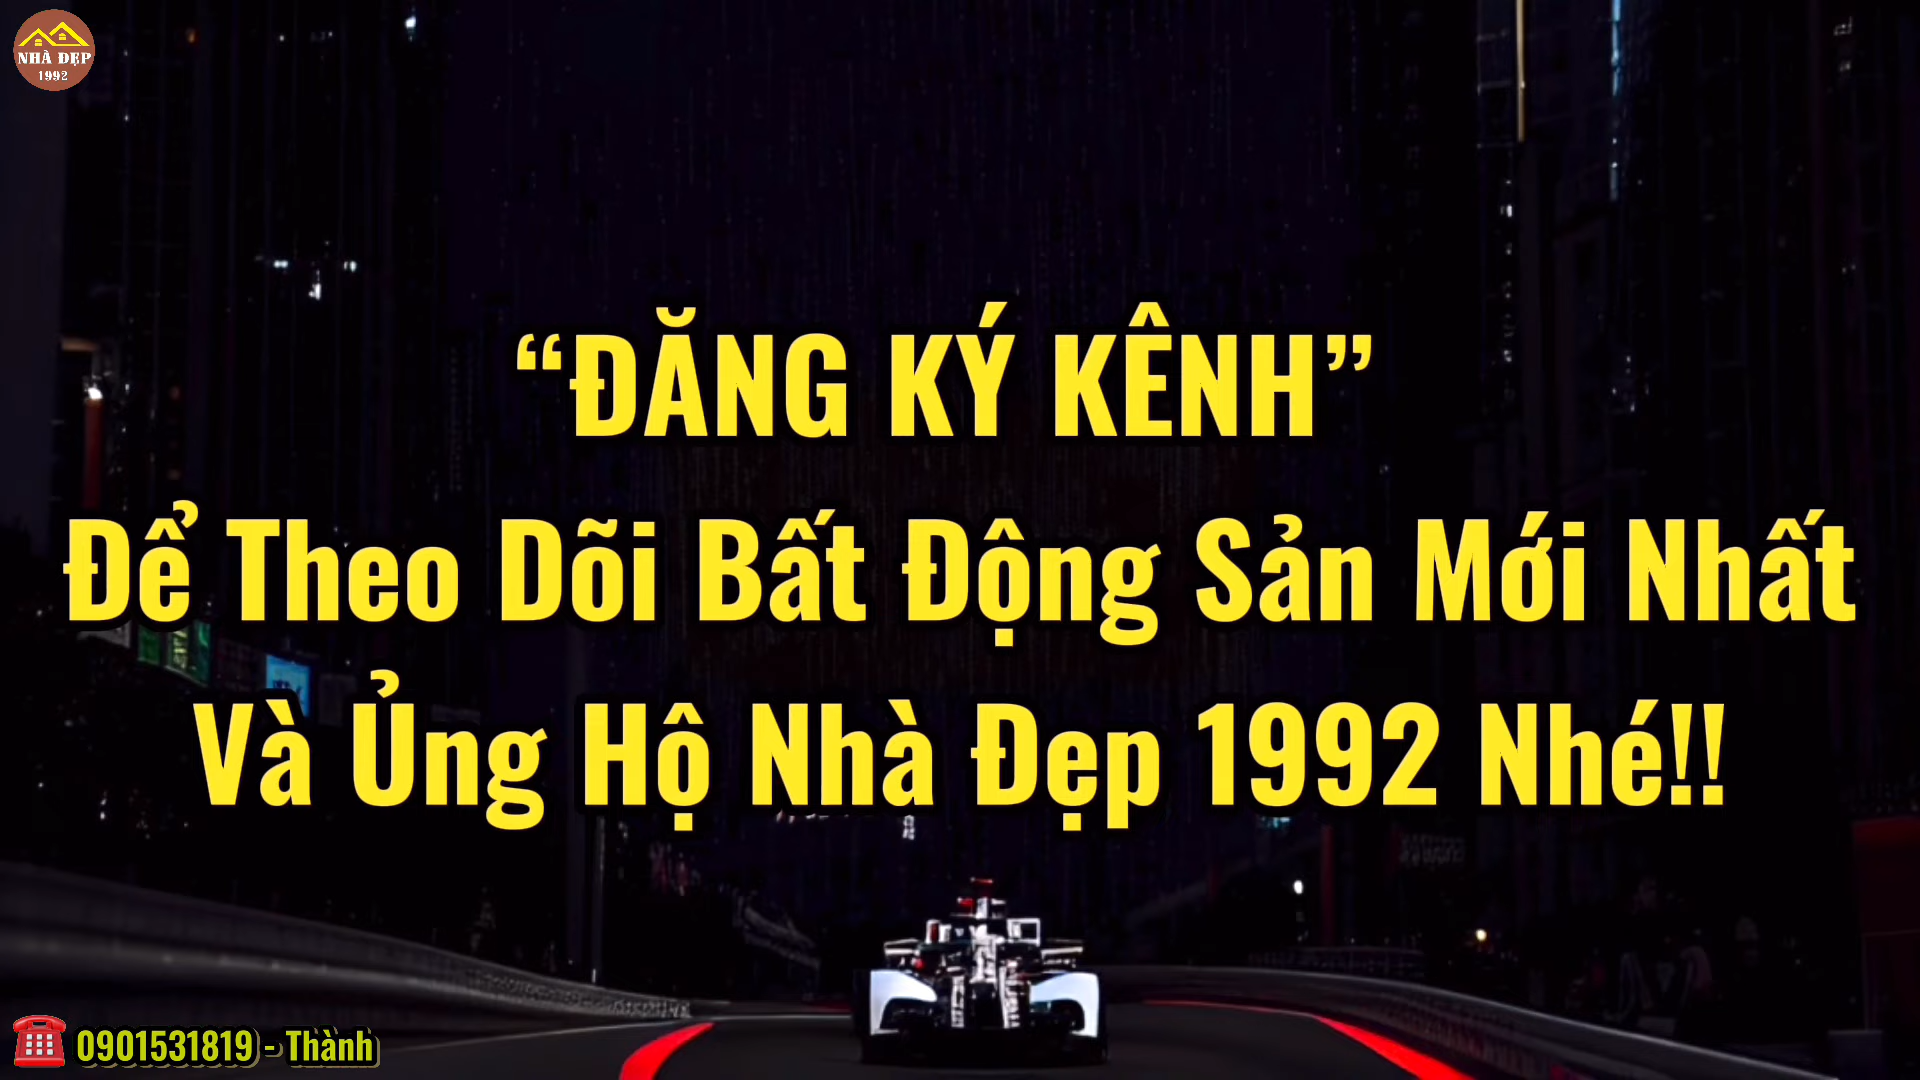 NHÀ ĐẸP
1992
“ĐĂNG KÝ KÊNH”
Để Theo Dõi Bất Động Sản Mới Nhất
Và Ủng Hộ Nhà Đẹp 1992 Nhé!!
0901531819 - Thành